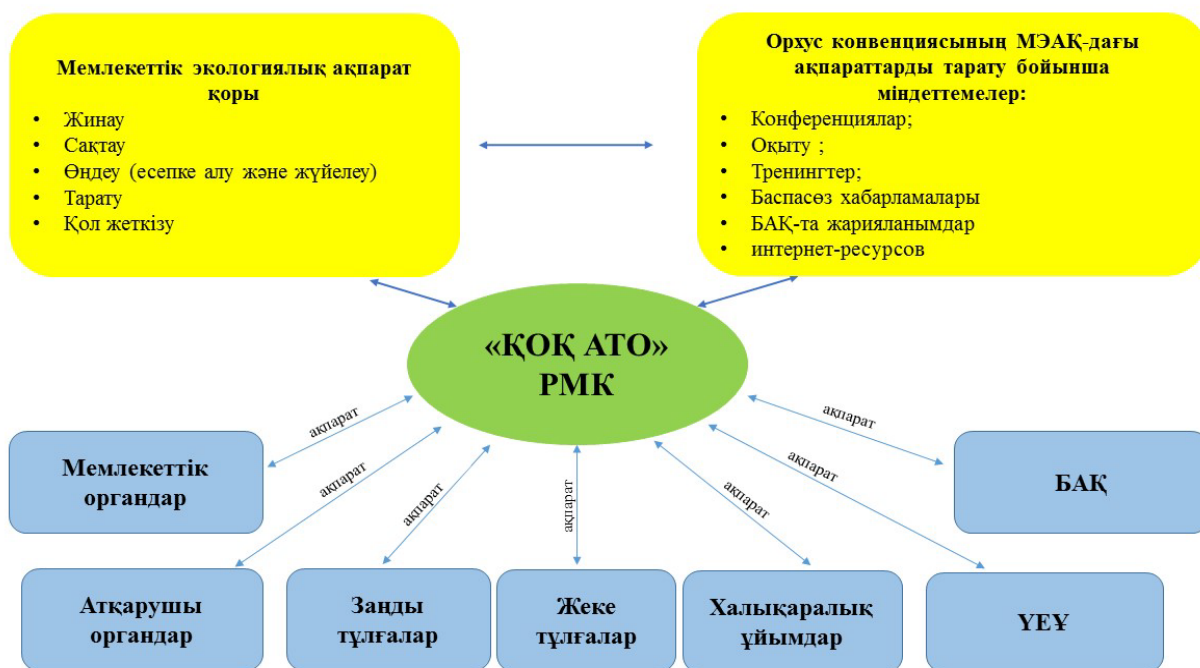 Мемлекеттік экологиялық ақпарат
қоры
• Жинау
• Сақтау
• Өңдеу (есепке алу және жүйелеу)
• Тарату
• Қол жеткізу
Орхус конвенциясының МЭАҚ-дағы
ақпараттарды тарату бойынша
міндеттемелер:
• Конференциялар;
• Оқыту ;
• Тренингтер;
• Баспасөз хабарламалары
• БАҚ-та жарияланымдар
• интернет-ресурсов
«ҚОҚ АТО»
РМК
ақпарат
ақпарат
ақпарат
ақпарат
ақпарат
ақпарат
ақпарат
Мемлекеттік
органдар
БАҚ
Атқарушы
органдар
Заңды
тұлғалар
Жеке
тұлғалар
Халықаралық
ұйымдар
ҮЕҰ